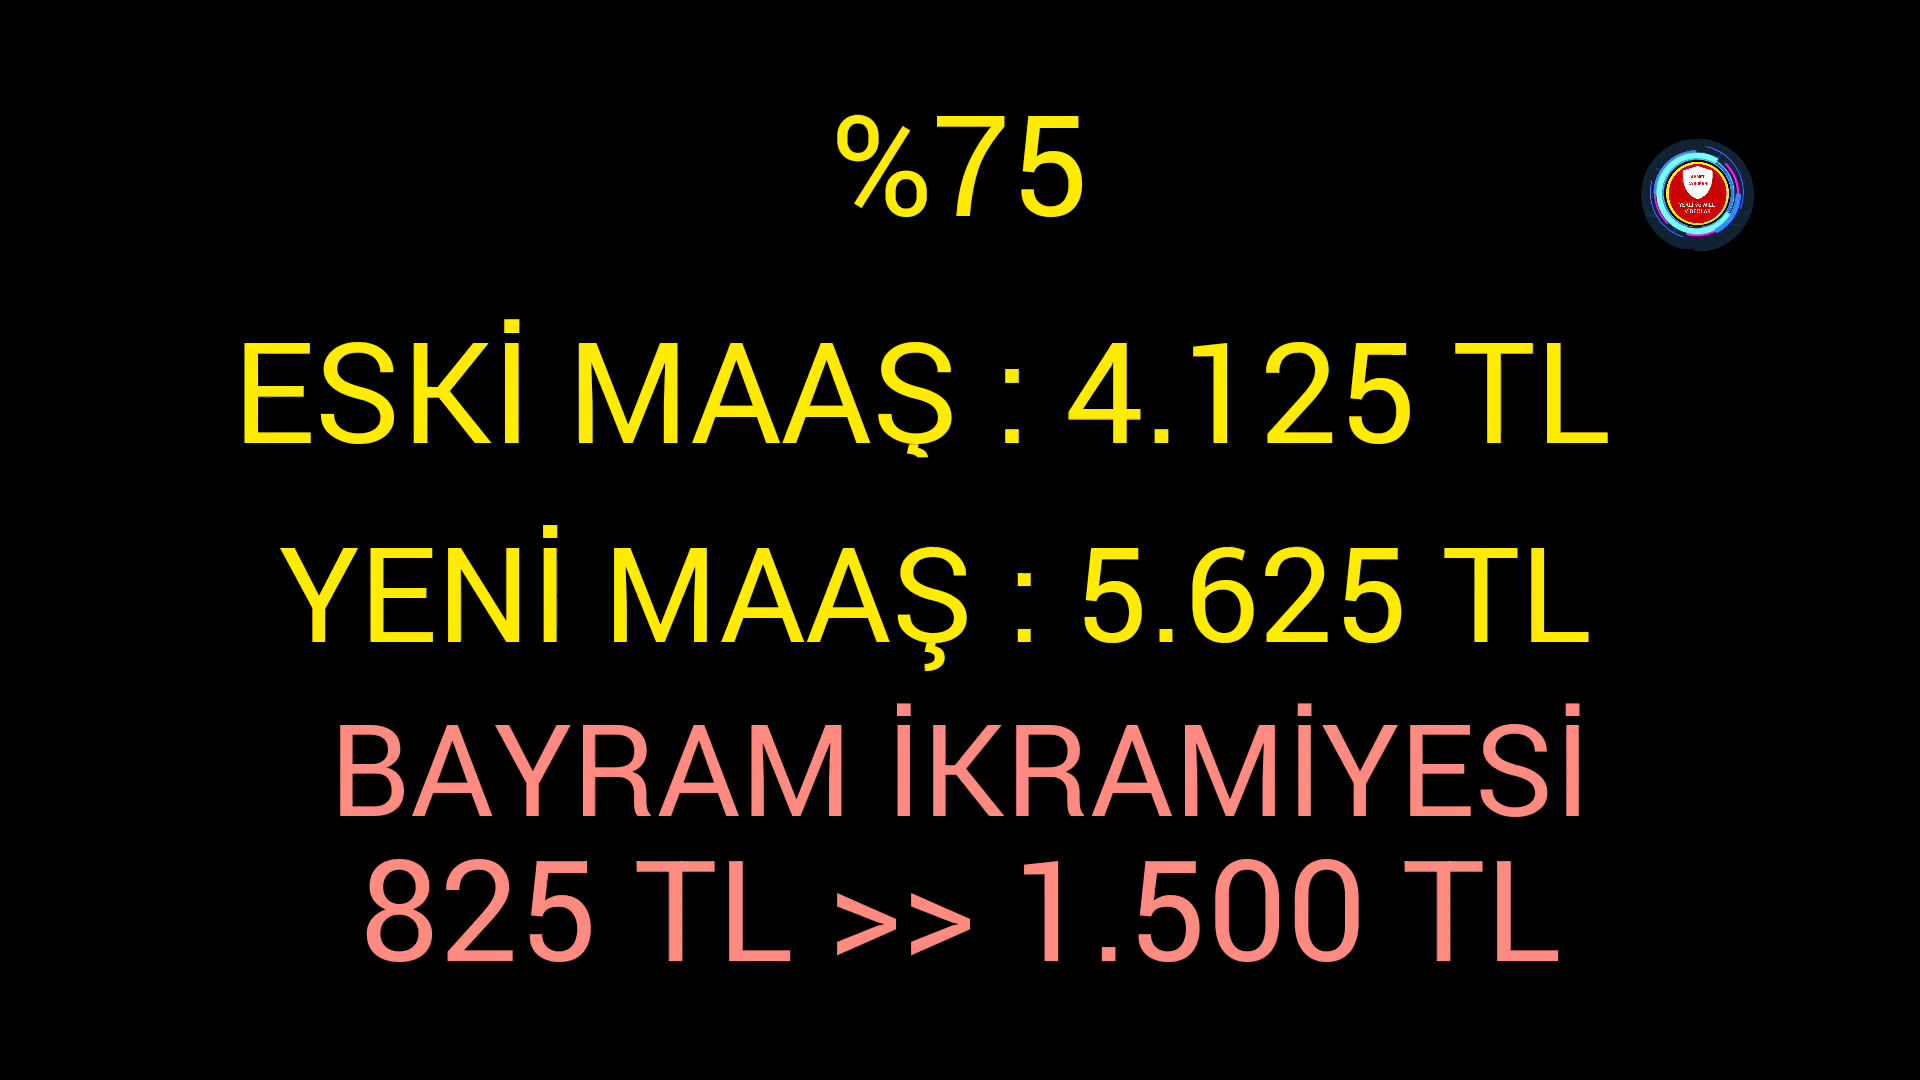 %75
ESKİ MAAŞ : 4.125 TL
YENİ MAAŞ : 5.625 TL
BAYRAM İKRAMİYESİ
825 TL >> 1.500 TL